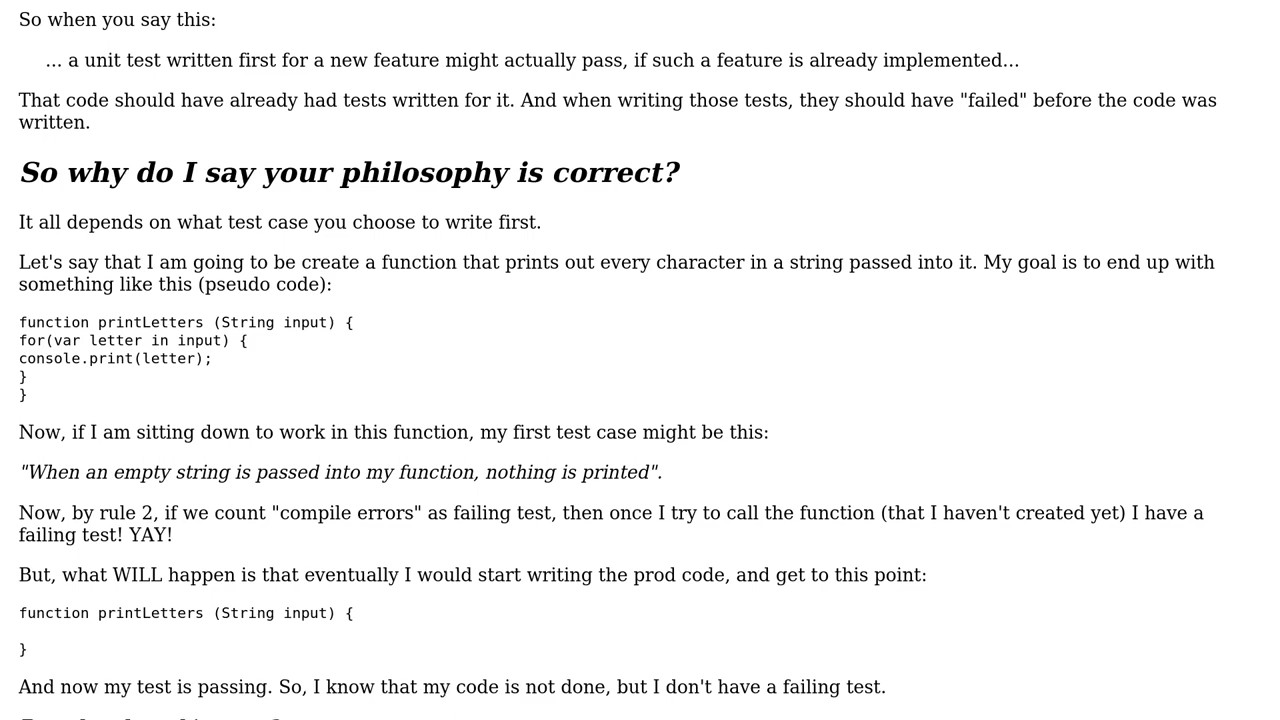 So when you say this:
... a unit test written first for a new feature might actually pass, if such a feature is already implemented...
That code should have already had tests written for it. And when writing those tests, they should have "failed" before the code was
written.
So why do I say your philosophy is correct?
It all depends on what test case you choose to write first.
Let's say that I am going to be create a function that prints out every character in a string passed into it. My goal is to end up with
something like this (pseudo code):
function printLetters (String input) {
for(var letter in input) {
console.print(letter);
}
}
Now, if I am sitting down to work in this function, my first test case might be this:
"When an empty string is passed into my function, nothing is printed".
Now, by rule 2, if we count "compile errors" as failing test, then once I try to call the function (that I haven't created yet) I have a
failing test! YAY!
But, what WILL happen is that eventually I would start writing the prod code, and get to this point:
function printLetters (String input) {
}
And now my test is passing. So, I know that my code is not done, but I don't have a failing test.